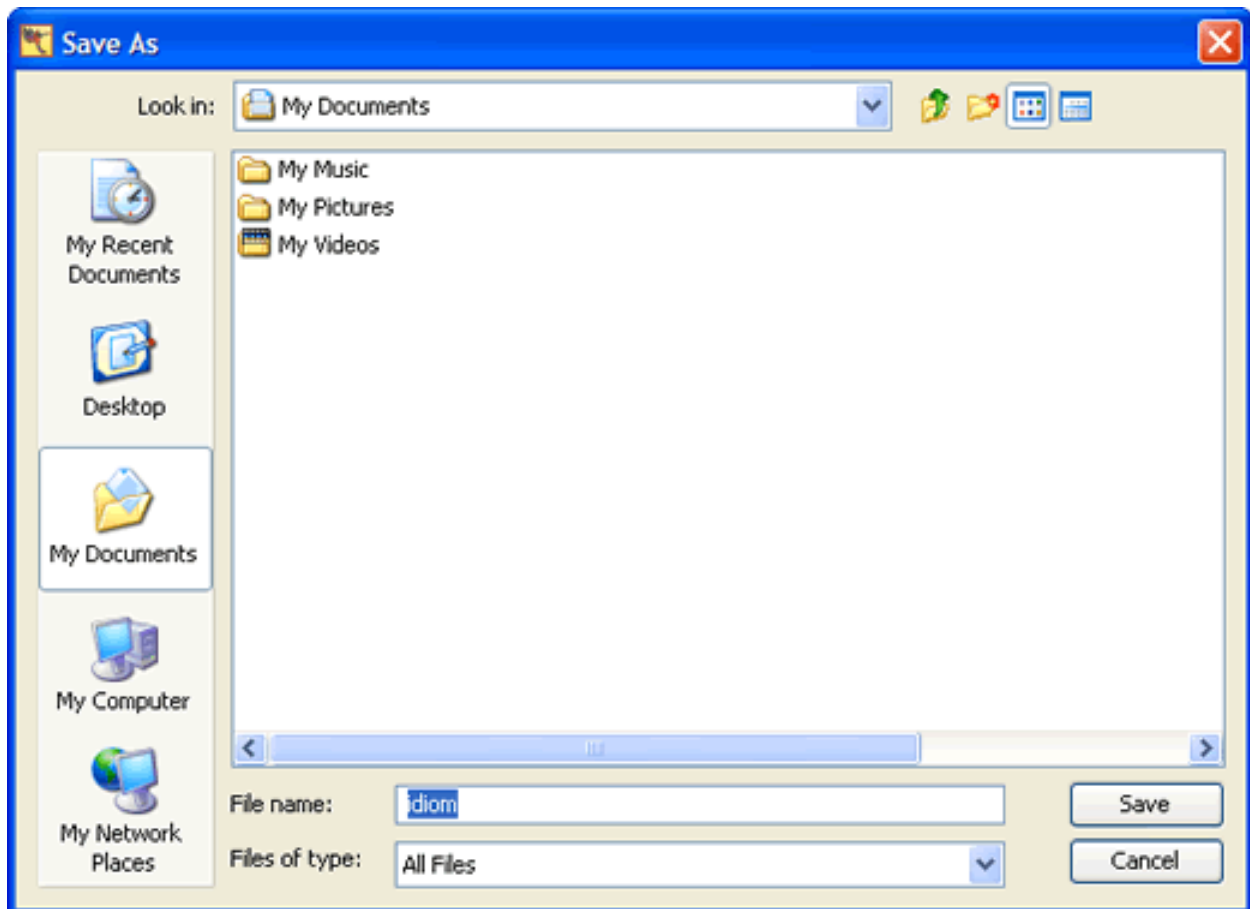 Save As
Look in:
My Documents
My Recent
Documents
Desktop
My Documents
My Computer
My Network
Places
My Music
My Pictures
My Videos
File name:
idiom
Save
Files of type:
All Files
Cancel